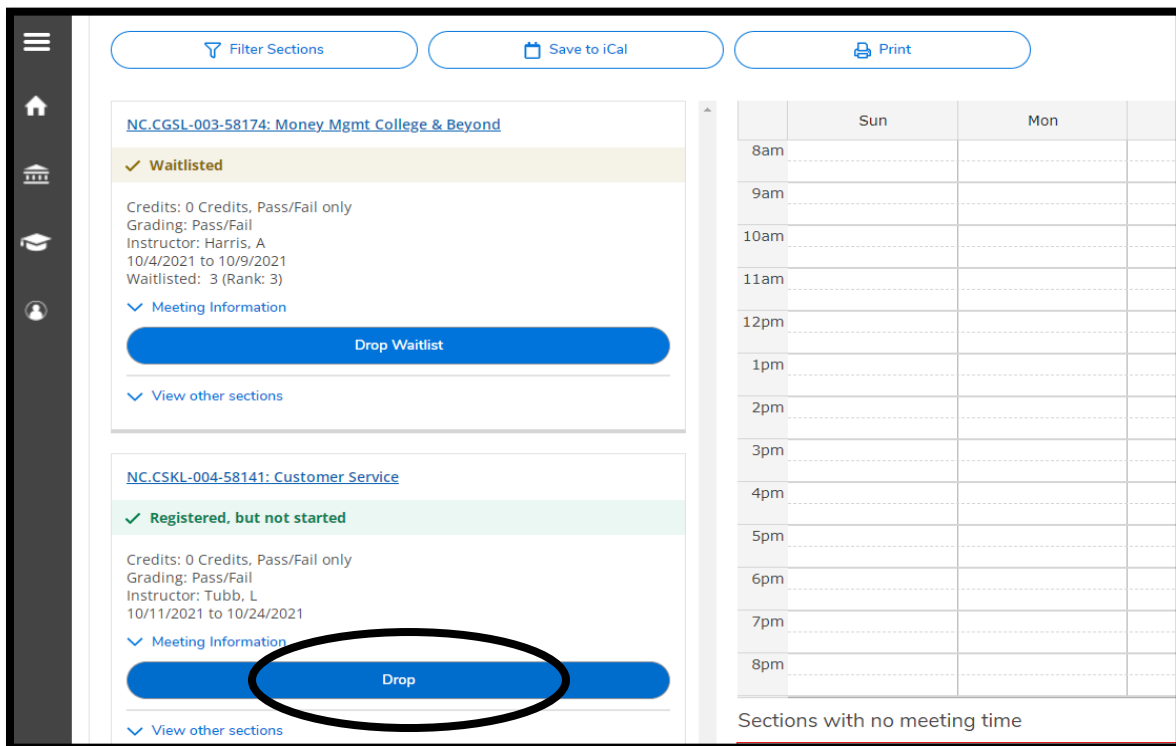 Filter Sections
Save to iCal
Print
NC.CGSL-003-58174: Money Mgmt College & Beyond
Waitlisted
Credits: 0 Credits, Pass/Fail only
Grading: Pass/Fail
Instructor: Harris, A
10/4/2021 to 10/9/2021
Waitlisted: 3 (Rank: 3)
Meeting Information
Drop Waitlist
View other sections
NC.CSKL-004-58141: Customer Service
Registered, but not started
Credits: 0 Credits, Pass/Fail only
Grading: Pass/Fail
Instructor: Tubb, L
10/11/2021 to 10/24/2021
Meeting Information
Drop
View other sections
Sun Mon
8am
9am
10am
11am
12pm
1pm
2pm
3pm
4pm
5pm
6pm
7pm
8pm
Sections with no meeting time